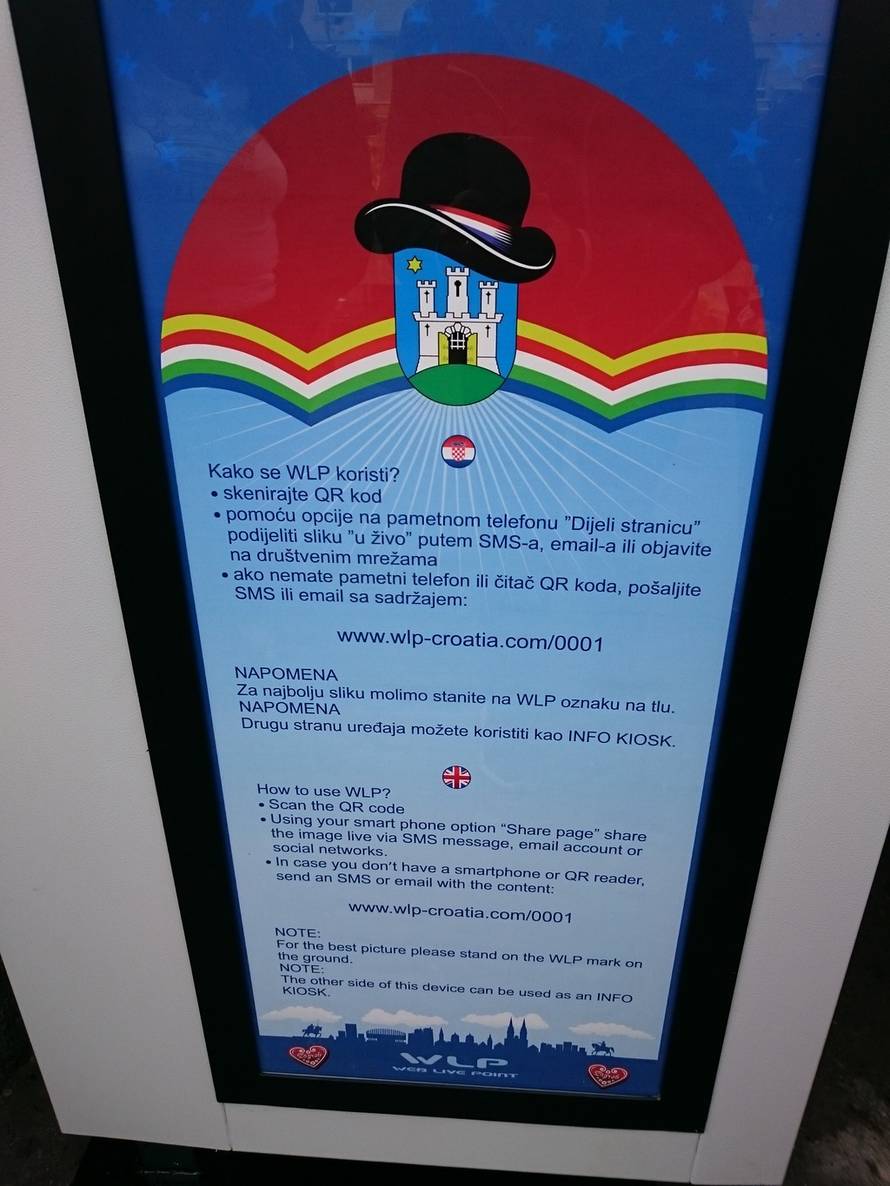 Kako se WLP koristi?
• skenirajte QR kod
• pomoću opcije na pametnom telefonu ”Dijeli stranicu”
podijeliti sliku ”u živo” putem SMS-a, email-a ili objavite
na društvenim mrežama
• ako nemate pametni telefon ili čitač QR koda, pošaljite
SMS ili email sa sadržajem:
www.wlp-croatia.com/0001
NAPOMENA
Za najbolju sliku molimo stanite na WLP oznaku na tlu.
NAPOMENA
Drugu stranu uređaja možete koristiti kao INFO KIOSK.
How to use WLP?
• Scan the QR code
• Using your smart phone option “Share page” share
the image live via SMS message, email account or
social networks.
• In case you don’t have a smartphone or QR reader,
send an SMS or email with the content:
www.wlp-croatia.com/0001
NOTE:
For the best picture please stand on the WLP mark on
the ground.
NOTE:
The other side of this device can be used as an INFO
KIOSK.
WLP
WEB LIVE POINT
Zagreb
Zagreb